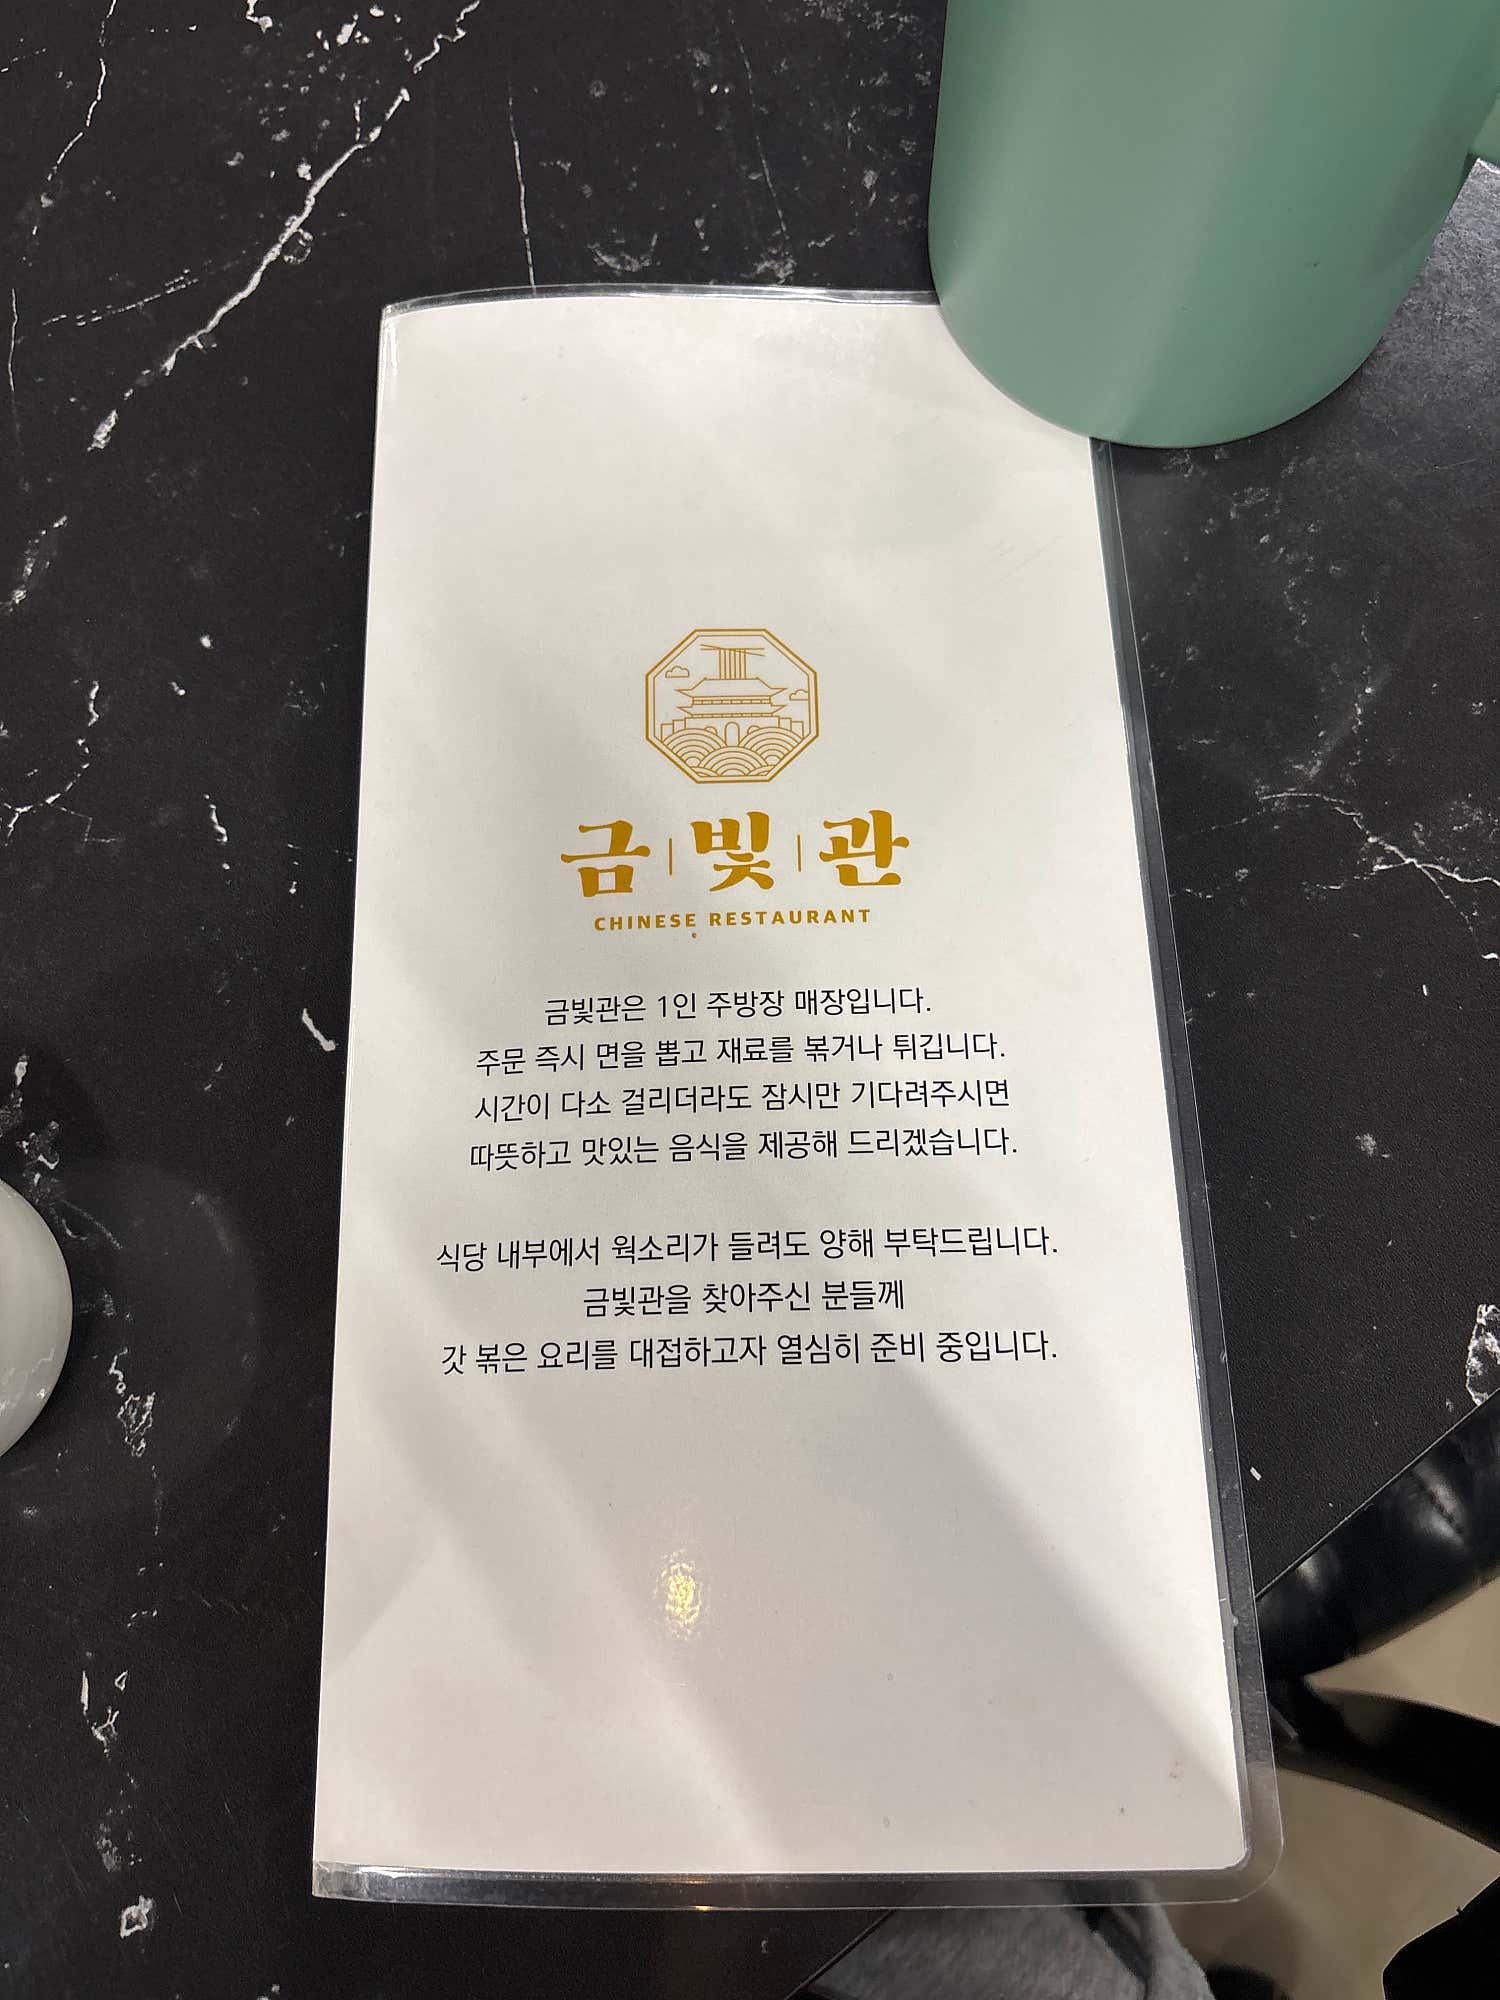 금빛관
CHINESE RESTAURANT
금빛관은 1인 주방장 매장입니다.
주문 즉시 면을 뽑고 재료를 볶거나 튀깁니다.
시간이 다소 걸리더라도 잠시만 기다려주시면
따뜻하고 맛있는 음식을 제공해 드리겠습니다.
식당 내부에서 웍소리가 들려도 양해 부탁드립니다.
금빛관을 찾아주신 분들께
갓 볶은 요리를 대접하고자 열심히 준비 중입니다.